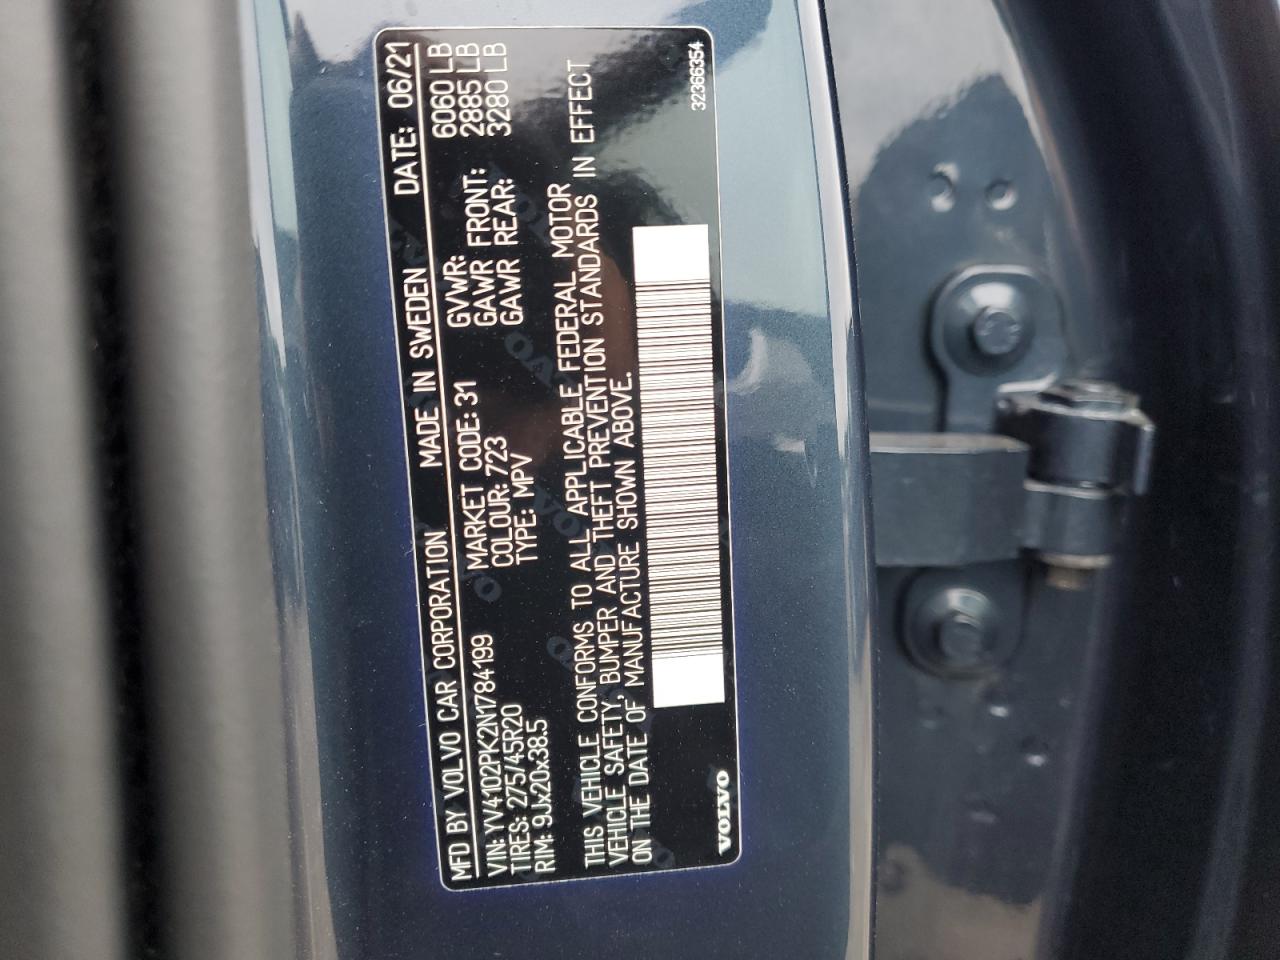 MFD BY VOLVO CAR CORPORATION MADE IN SWEDEN DATE: 06/21
VIN: YV4102PK2N1784199 MARKET CODE: 31 GVWR: 6060 LB
TIRES: 275/45R20 COLOUR: 723 GAWR FRONT: 2885 LB
RIM: 9Jx20x38.5 TYPE: MPV GAWR REAR: 3280 LB
THIS VEHICLE CONFORMS TO ALL APPLICABLE FEDERAL MOTOR
VEHICLE SAFETY, BUMPER AND THEFT PREVENTION STANDARDS IN EFFECT
ON THE DATE OF MANUFACTURE SHOWN ABOVE.
VOLVO 32366354